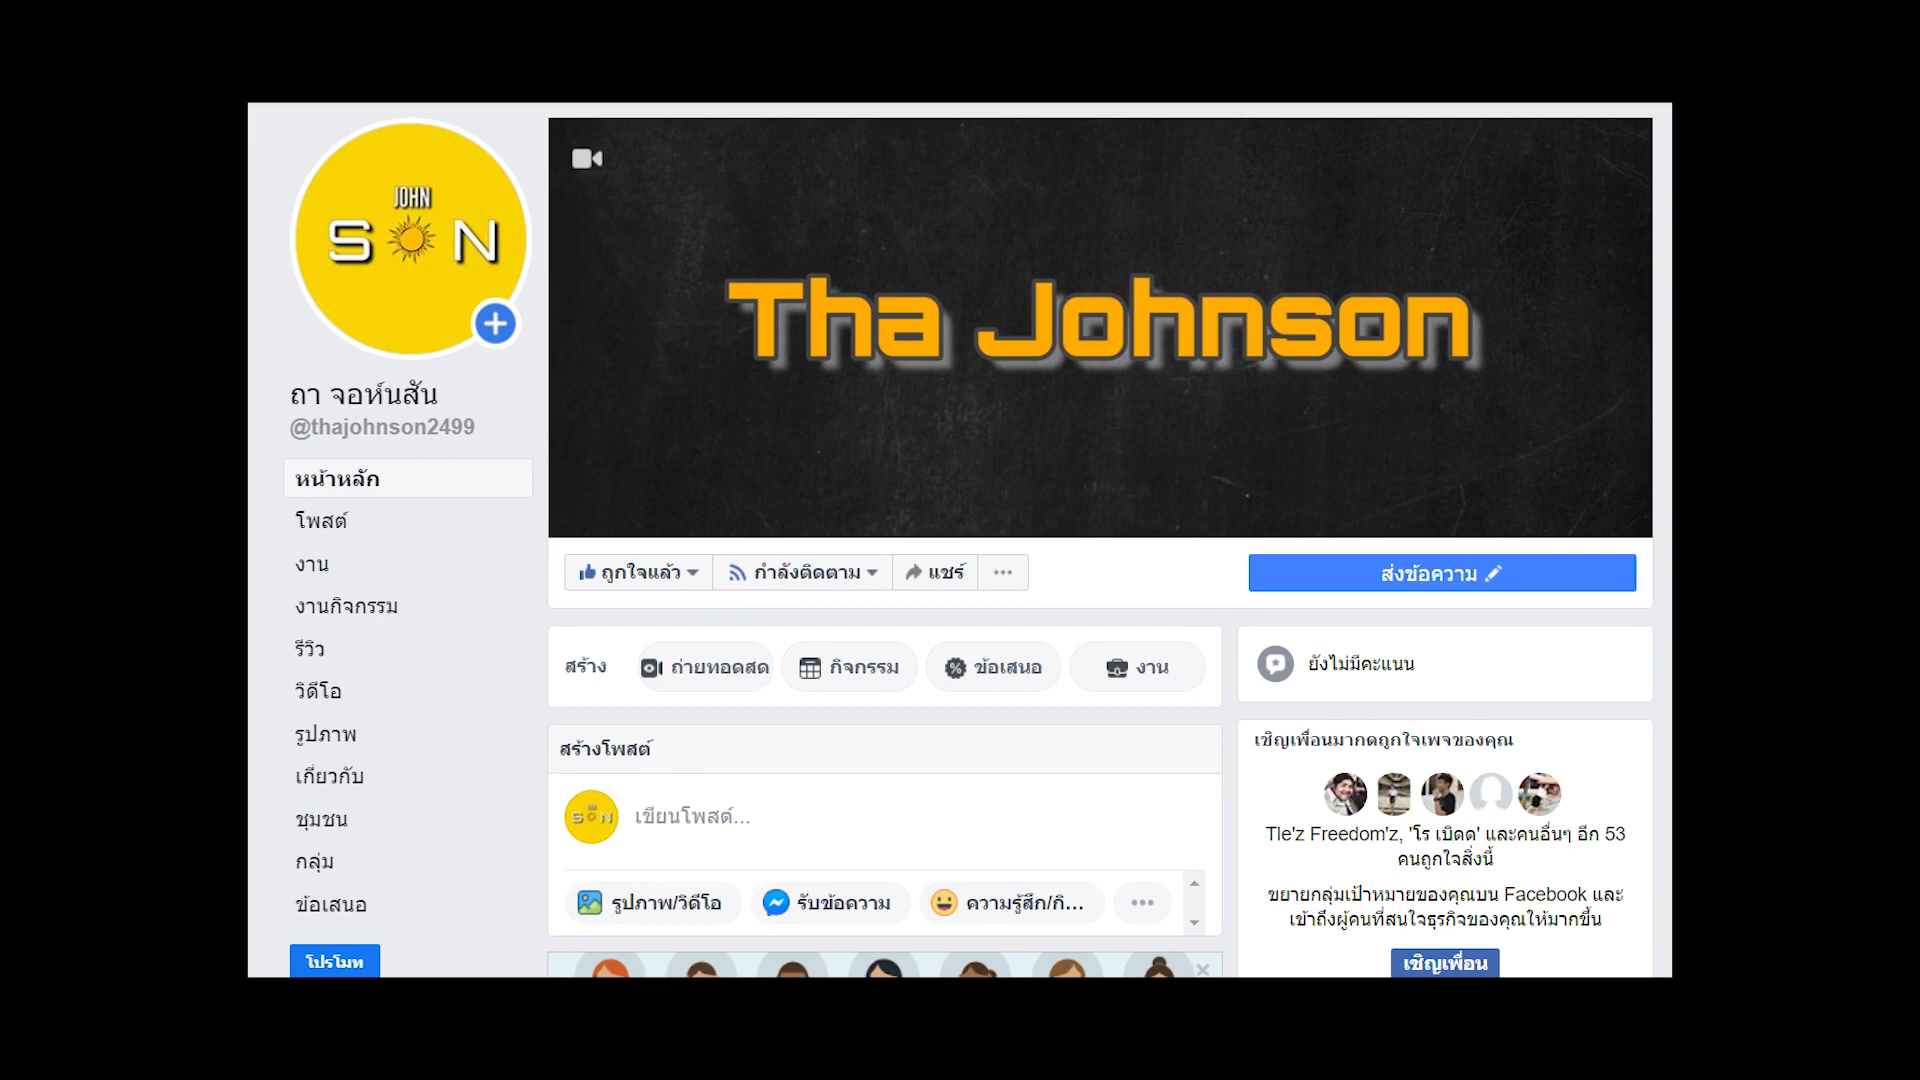 JOHN
S N
ถา จอห์นสัน
@thajohnson2499
หน้าหลัก
โพสต์
งาน
งานกิจกรรม
รีวิว
วิดีโอ
รูปภาพ
เกี่ยวกับ
ชุมชน
กลุ่ม
ข้อเสนอ
โปรโมท
Tha Johnson
ถูกใจแล้ว กำลังติดตาม แชร์ ...
ส่งข้อความ
สร้าง ถ่ายทอดสด กิจกรรม ข้อเสนอ งาน
สร้างโพสต์
S N
เขียนโพสต์...
รูปภาพ/วิดีโอ รับข้อความ ความรู้สึก/กิ... ...
ยังไม่มีคะแนน
เชิญเพื่อนมากดถูกใจเพจของคุณ
Tle'z Freedom'z, 'โร เบิดด' และคนอื่นๆ อีก 53
คนถูกใจสิ่งนี้
ขยายกลุ่มเป้าหมายของคุณบน Facebook และ
เข้าถึงผู้คนที่สนใจธุรกิจของคุณให้มากขึ้น
เชิญเพื่อน